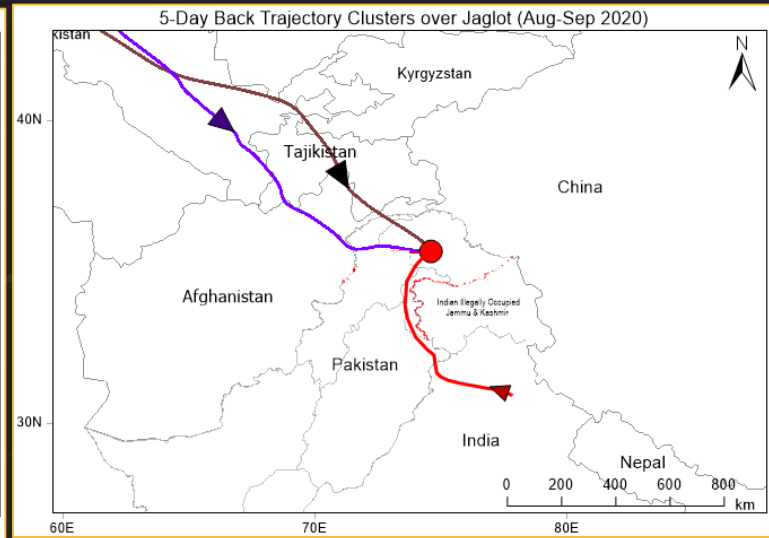 5-Day Back Trajectory Clusters over Jaglot (Aug-Sep 2020)
kistan
N
Kyrgyzstan
40N
Tajikistan
China
Afghanistan
Indian Illegally Occupied
Jammu & Kashmir
Pakistan
30N
India
Nepal
0 200 400 600 800
km
60E 70E 80E